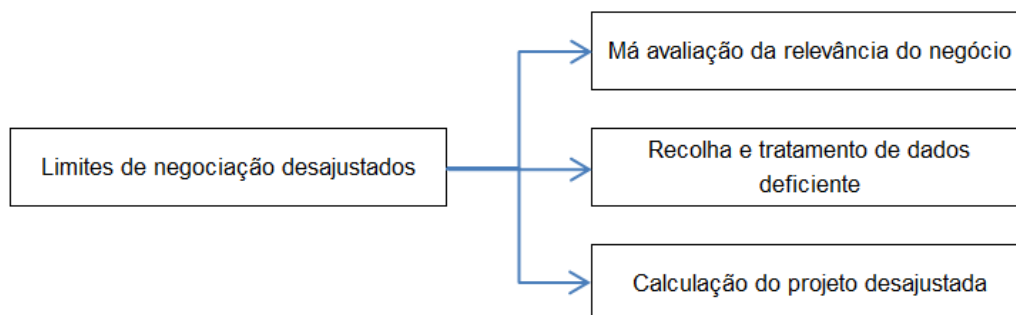 Má avaliação da relevância do negócio
Limites de negociação desajustados
Recolha e tratamento de dados
deficiente
Calculação do projeto desajustada